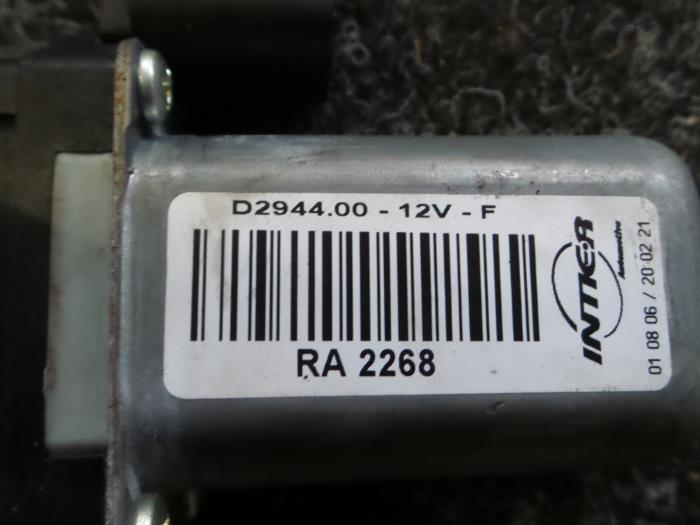 D2944.00 - 12V - F
RA 2268
INTIER
Automotive
01 08 06 / 20 02 21